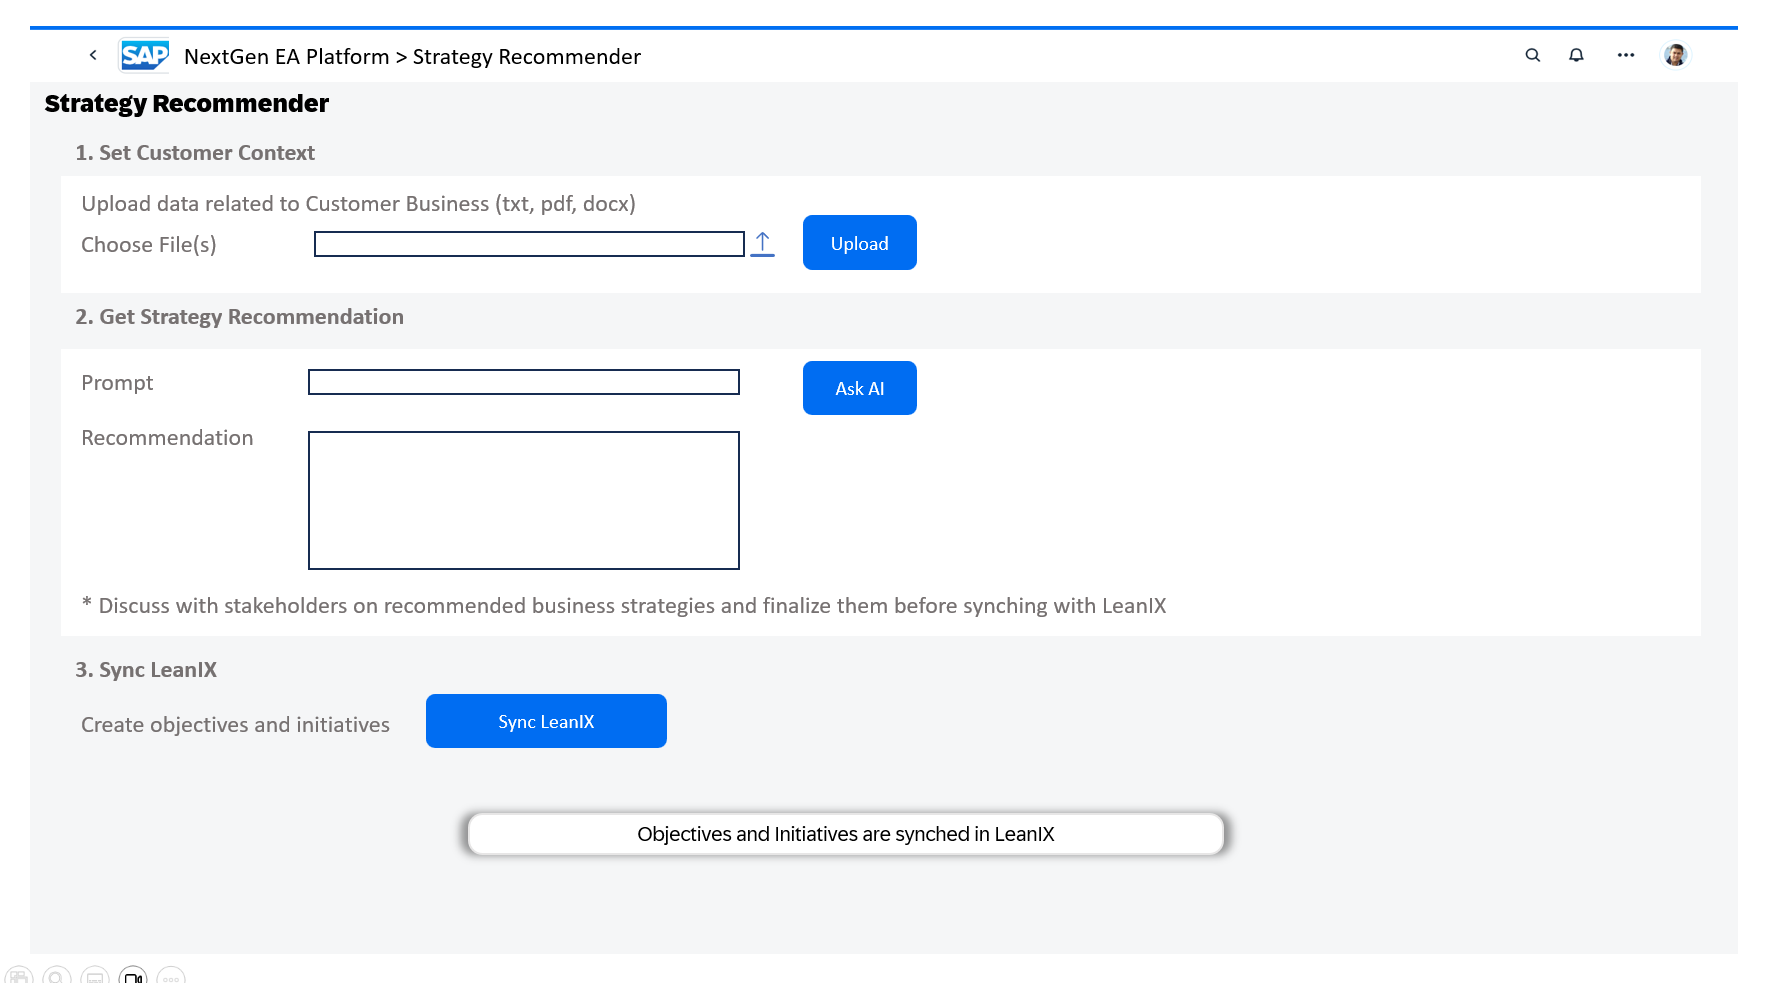 SAP NextGen EA Platform > Strategy Recommender
Strategy Recommender
1. Set Customer Context
Upload data related to Customer Business (txt, pdf, docx)
Choose File(s)
Upload
2. Get Strategy Recommendation
Prompt
Ask AI
Recommendation
* Discuss with stakeholders on recommended business strategies and finalize them before synching with LeanIX
3. Sync LeanIX
Create objectives and initiatives
Sync LeanIX
Objectives and Initiatives are synched in LeanIX